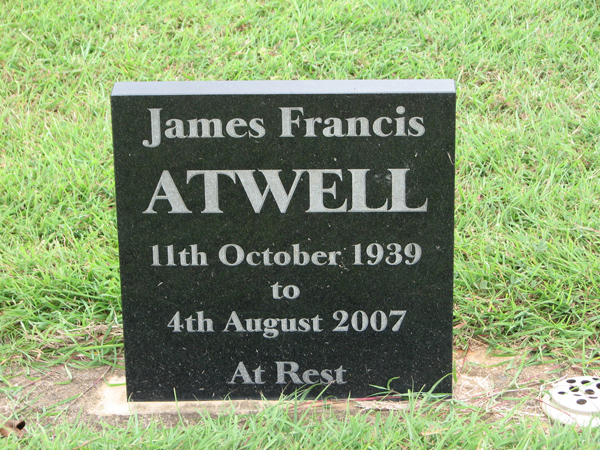 James Francis
ATWELL
11th October 1939
to
4th August 2007
At Rest